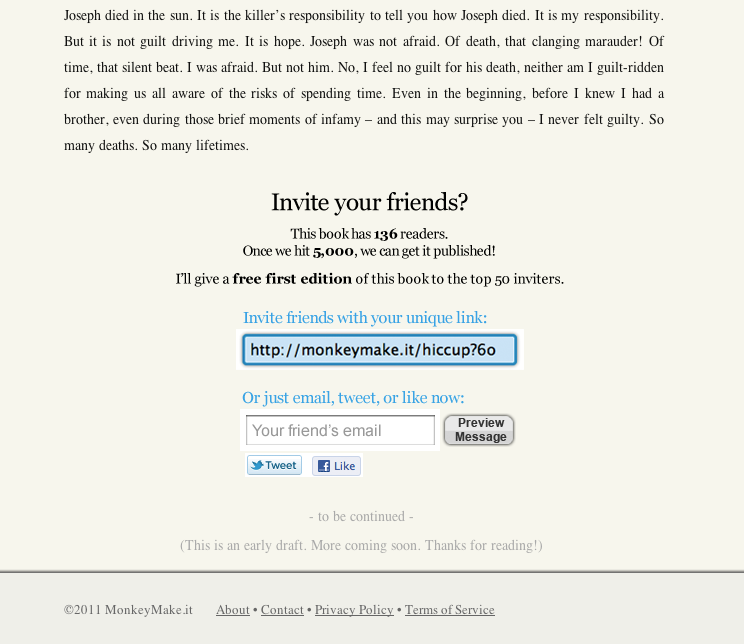 Joseph died in the sun. It is the killer's responsibility to tell you how Joseph died. It is my responsibility.
But it is not guilt driving me. It is hope. Joseph was not afraid. Of death, that clanging marauder! Of
time, that silent beat. I was afraid. But not him. No, I feel no guilt for his death, neither am I guilt-ridden
for making us all aware of the risks of spending time. Even in the beginning, before I knew I had a
brother, even during those brief moments of infamy – and this may surprise you – I never felt guilty. So
many deaths. So many lifetimes.
Invite your friends?
This book has 136 readers.
Once we hit 5,000, we can get it published!
I'll give a free first edition of this book to the top 50 inviters.
Invite friends with your unique link:
http://monkeymake.it/hiccup?6o
Or just email, tweet, or like now:
Your friend's email
Preview
Message
Tweet
Like
- to be continued -
(This is an early draft. More coming soon. Thanks for reading!)
©2011 MonkeyMake.it About • Contact • Privacy Policy • Terms of Service